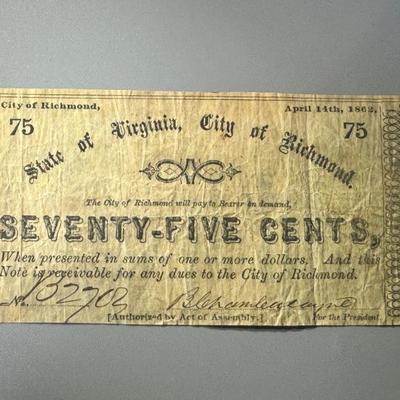 City of Richmond, April 14th, 1862,
75 75
State of Virginia, City of Richmond.
The City of Richmond will pay to Bearer on demand,
SEVENTY-FIVE CENTS,
When presented in sums of one or more dollars. And this
Note is receivable for any dues to the City of Richmond.
No. 132702
[Authorized by Act of Assembly.] For the President.